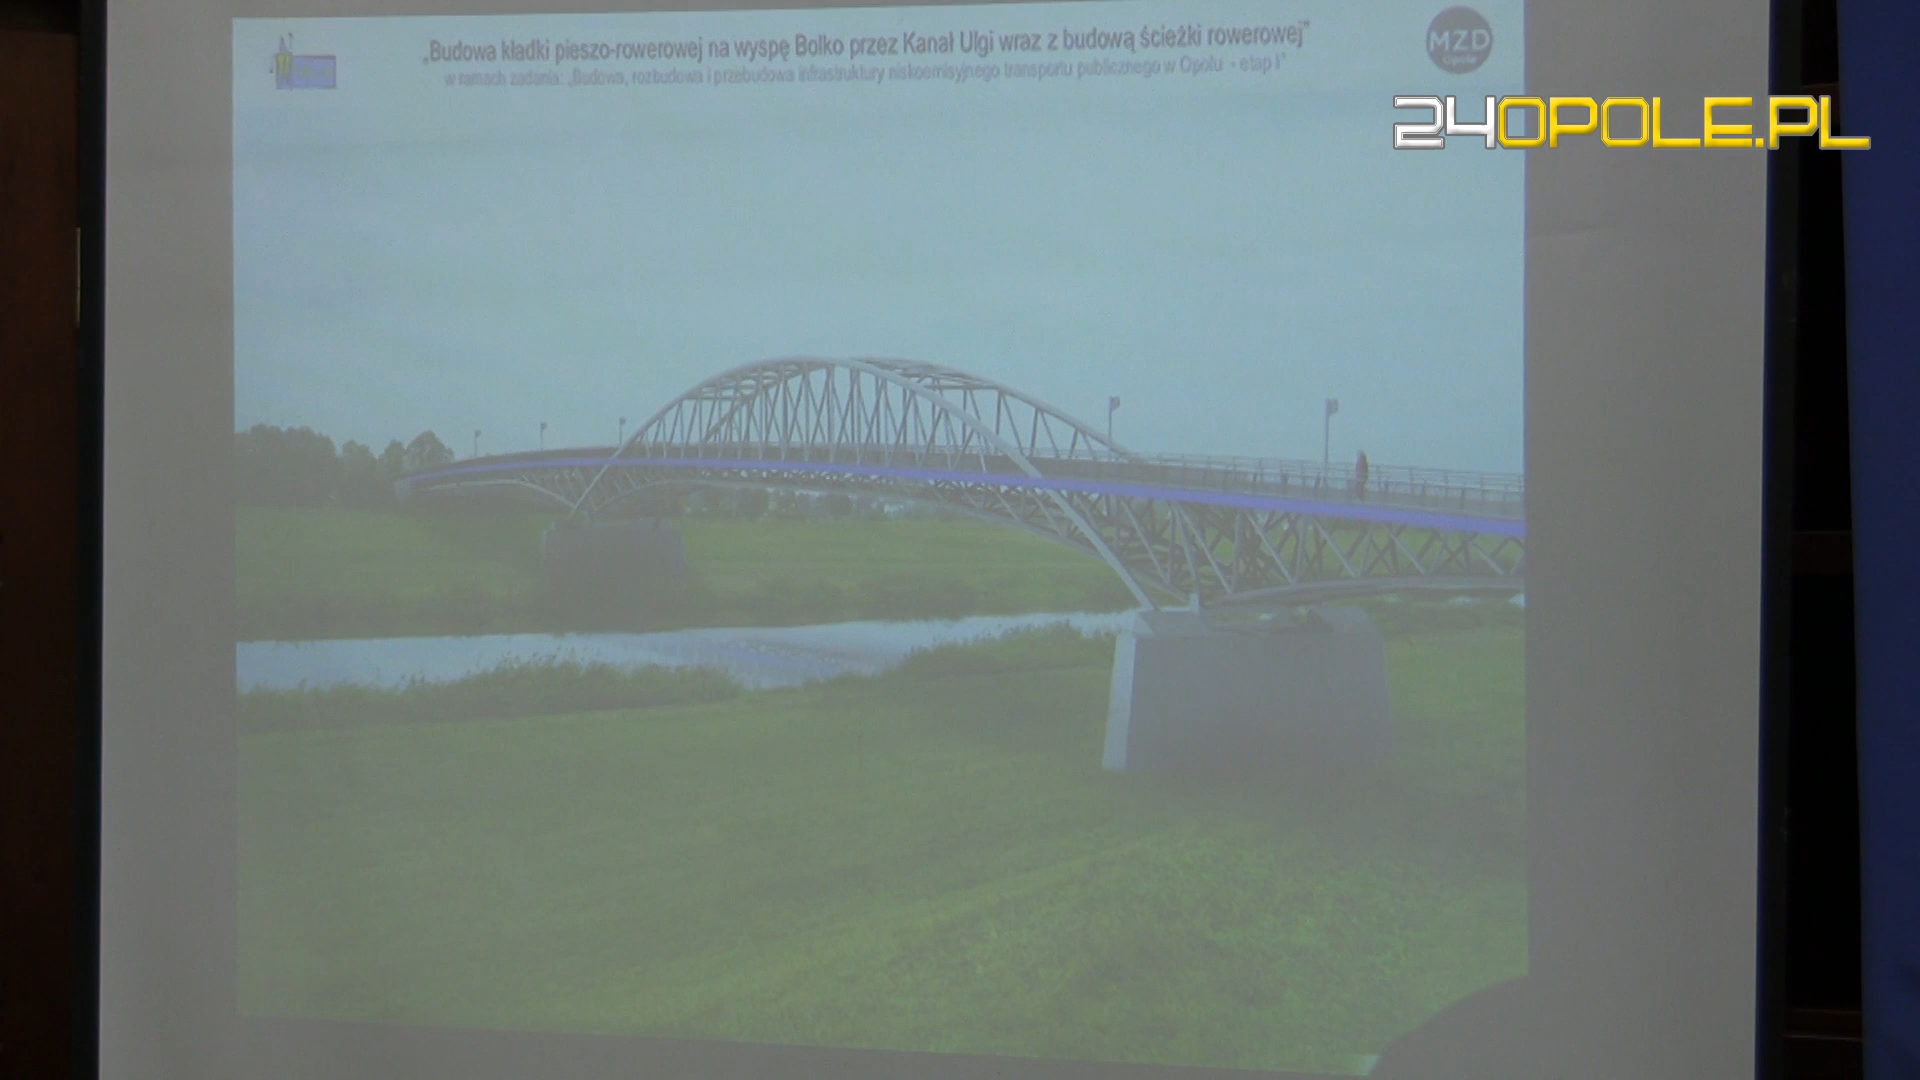 „Budowa kładki pieszo-rowerowej na wyspę Bolko przez Kanał Ulgi wraz z budową ścieżki rowerowej”
w ramach zadania: „Budowa, rozbudowa i przebudowa infrastruktury niskoemisyjnego transportu publicznego w Opolu - etap I”
MZD
Opole
24OPOLE.PL